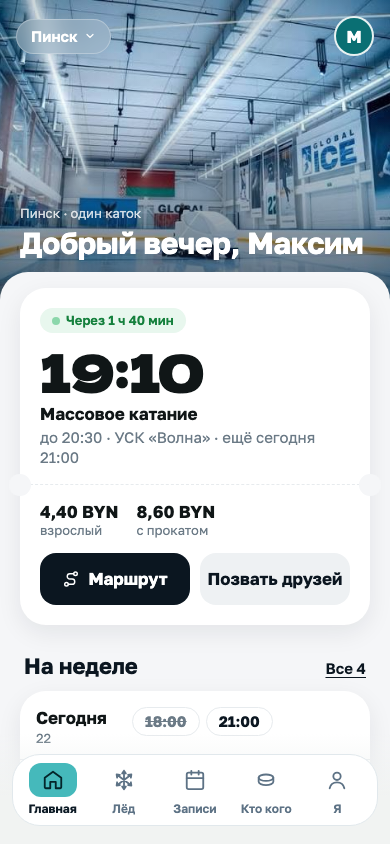 Пинск
М
GLOBAL
ICE
GLOBAL
Пинск · один каток
Добрый вечер, Максим
Через 1 ч 40 мин
19:10
Массовое катание
до 20:30 · УСК «Волна» · ещё сегодня
21:00
4,40 BYN 8,60 BYN
взрослый с прокатом
Маршрут Позвать друзей
На неделе Все 4
Сегодня 18:00 21:00
22
Главная Лёд Записи Кто кого Я